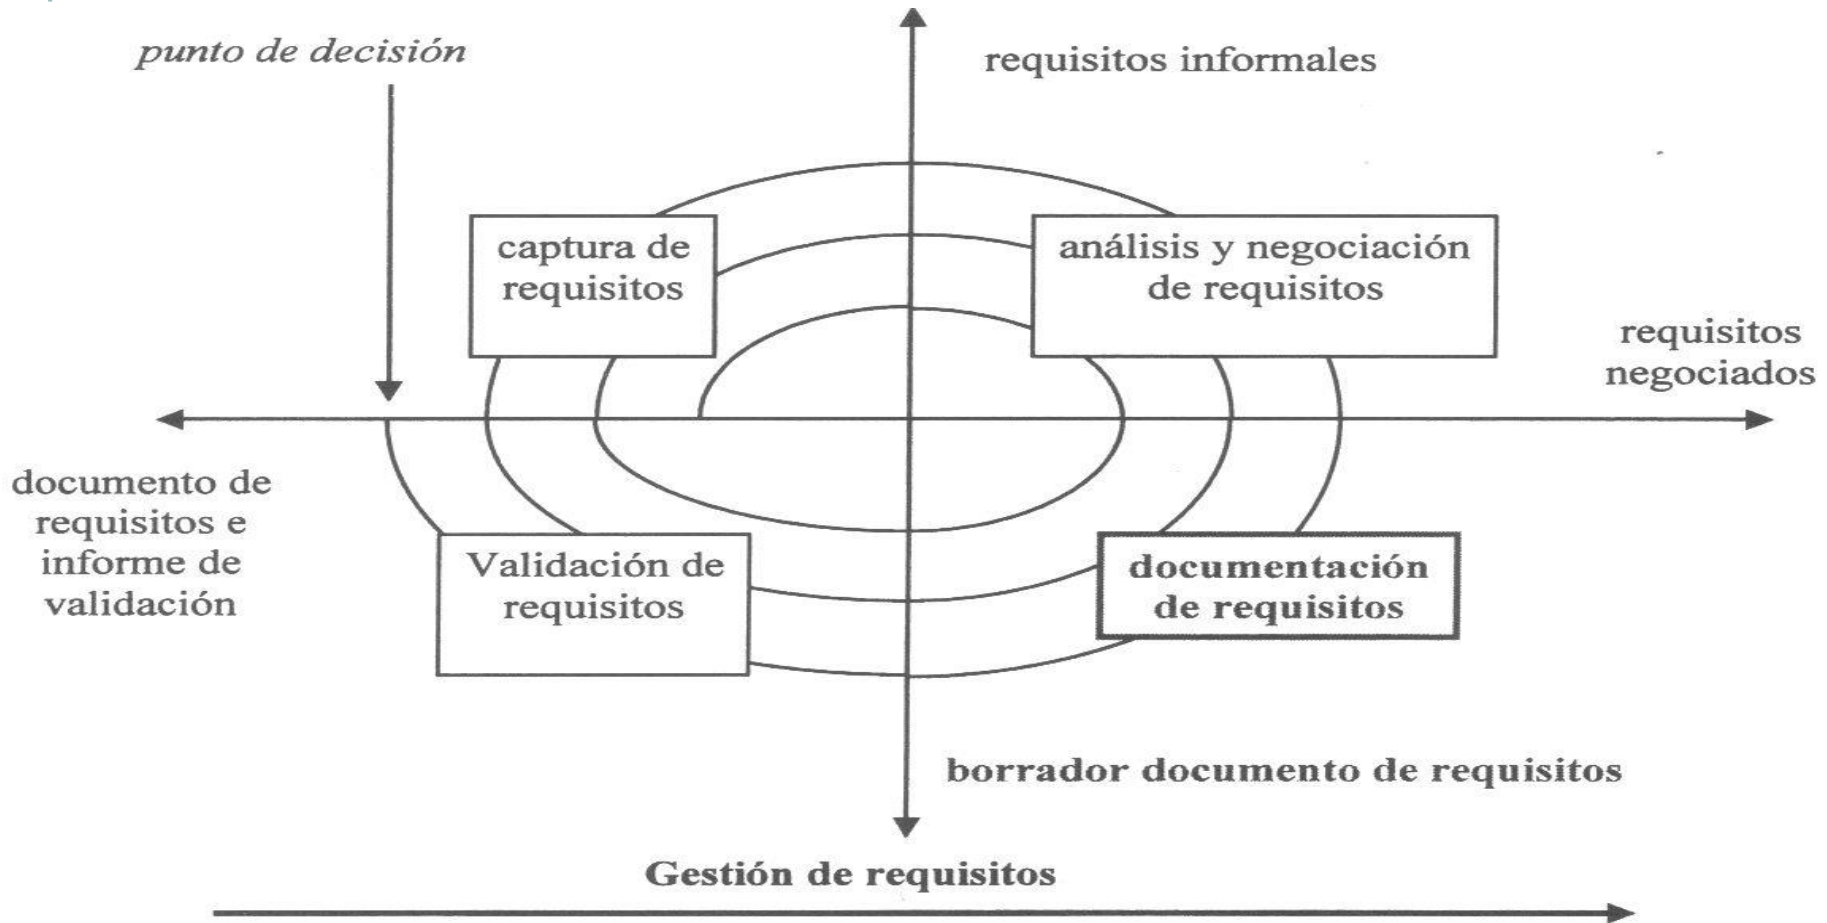 punto de decisión
requisitos informales
captura de
requisitos
análisis y negociación
de requisitos
requisitos
negociados
documento de
requisitos e
informe de
validación
Validación de
requisitos
documentación
de requisitos
borrador documento de requisitos
Gestión de requisitos